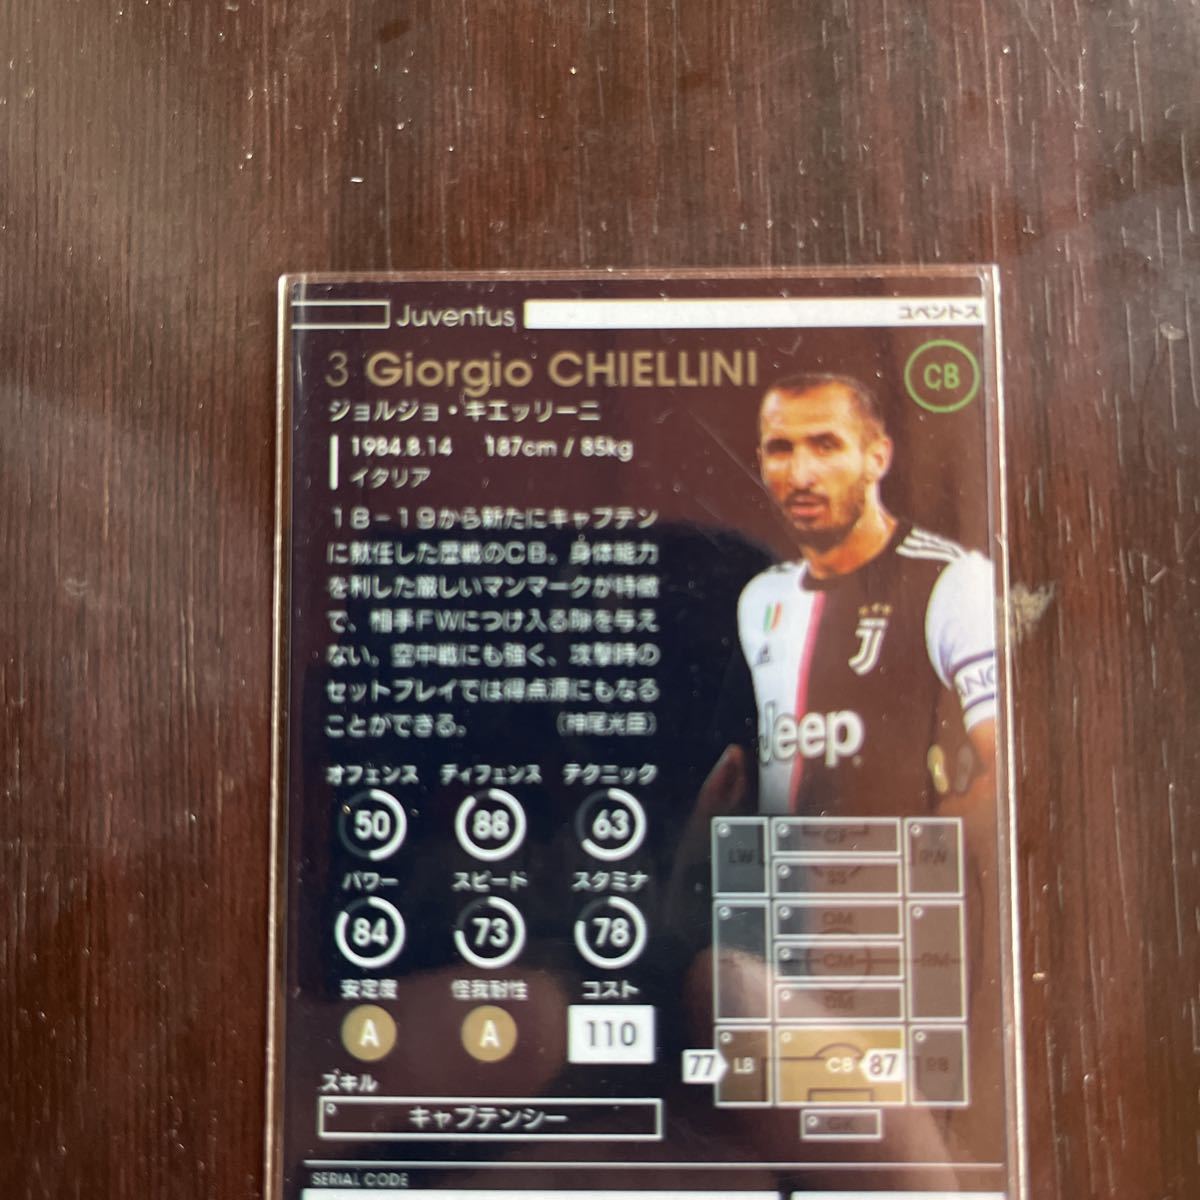 Juventus ユベントス
3 Giorgio CHIELLINI CB
ジョルジョ・キエッリーニ
1984.8.14 187cm / 85kg
イタリア
18-19から新たにキャプテン
に就任した歴戦のCB。身体能力
を利した厳しいマンマークが特徴
で、相手FWにつけ入る隙を与え
ない。空中戦にも強く、攻撃時の
セットプレイでは得点源にもなる
ことができる。 (神尾光臣)
Jeep
オフェンス ディフェンス テクニック
50 88 63
パワー スピード スタミナ
84 73 78
安定度 怪我耐性 コスト
A A 110
LW CF RW
SS
OM
CM RM
DM
77 LB CB 87 RB
GK
スキル
キャプテンシー
SERIAL CODE